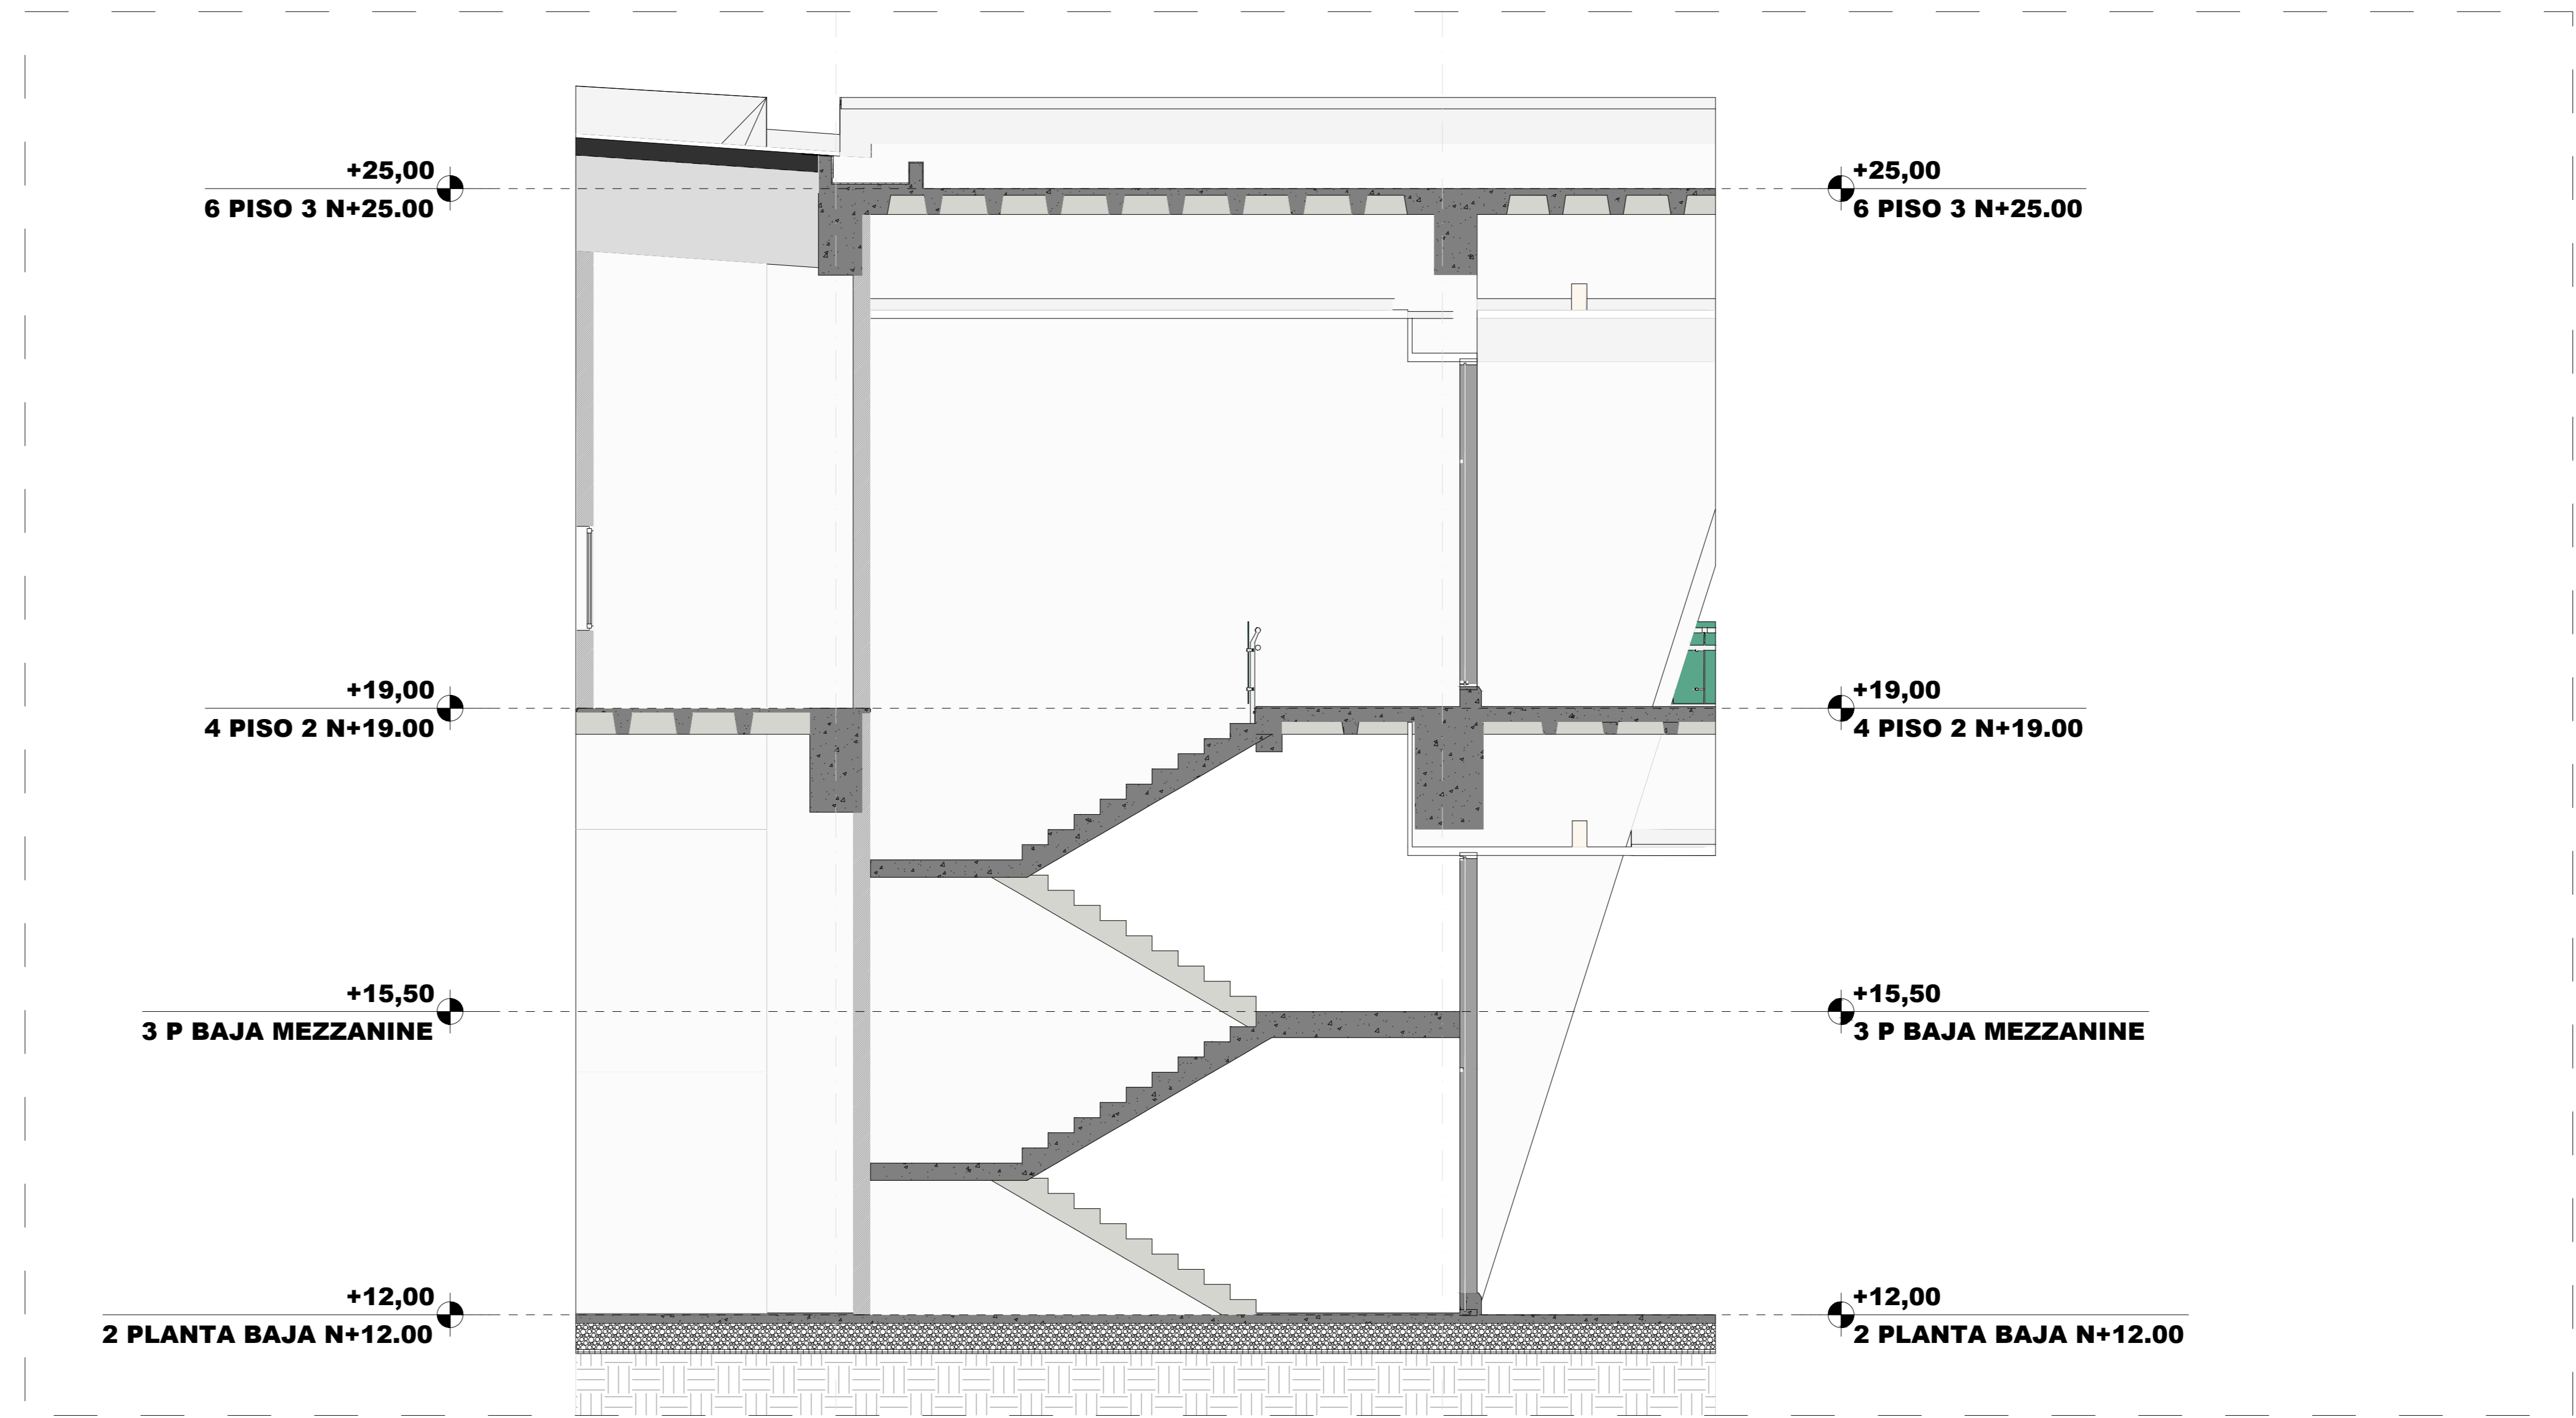 +25,00
6 PISO 3 N+25.00
+25,00
6 PISO 3 N+25.00
+19,00
4 PISO 2 N+19.00
+19,00
4 PISO 2 N+19.00
+15,50
3 P BAJA MEZZANINE
+15,50
3 P BAJA MEZZANINE
+12,00
2 PLANTA BAJA N+12.00
+12,00
2 PLANTA BAJA N+12.00